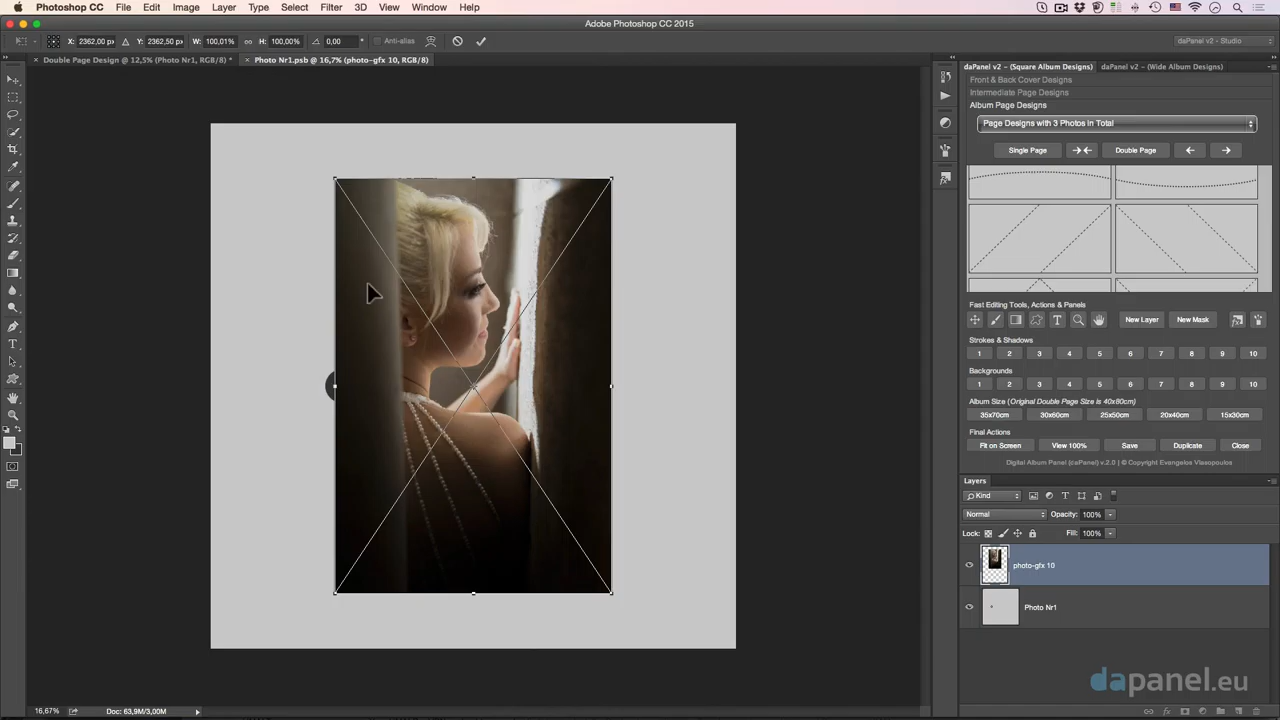 Photoshop CC File Edit Image Layer Type Select Filter 3D View Window Help
Adobe Photoshop CC 2015
X: 2362,00 px Y: 2362,50 px W: 100,01% H: 100,00% 0,00 ° Anti-alias
daPanel v2 - Studio
Double Page Design @ 12,5% (Photo Nr1, RGB/8) *
Photo Nr1.psb @ 16,7% (photo-gfx 10, RGB/8)
daPanel v2 - (Square Album Designs) daPanel v2 - (Wide Album Designs)
Front & Back Cover Designs
Intermediate Page Designs
Album Page Designs
Page Designs with 3 Photos in Total
Single Page Double Page
Fast Editing Tools, Actions & Panels
New Layer New Mask
Strokes & Shadows
1 2 3 4 5 6 7 8 9 10
Backgrounds
1 2 3 4 5 6 7 8 9 10
Album Size (Original Double Page Size is 40x80cm)
35x70cm 30x60cm 25x50cm 20x40cm 15x30cm
Final Actions
Fit on Screen View 100% Save Duplicate Close
Digital Album Panel (daPanel) v.2.0 | © Copyright Evangelos Vlasopoulos
Layers
Kind
Normal Opacity: 100%
Lock: Fill: 100%
photo-gfx 10
Photo Nr1
dapanel.eu
16,67% Doc: 63,9M/3,00M